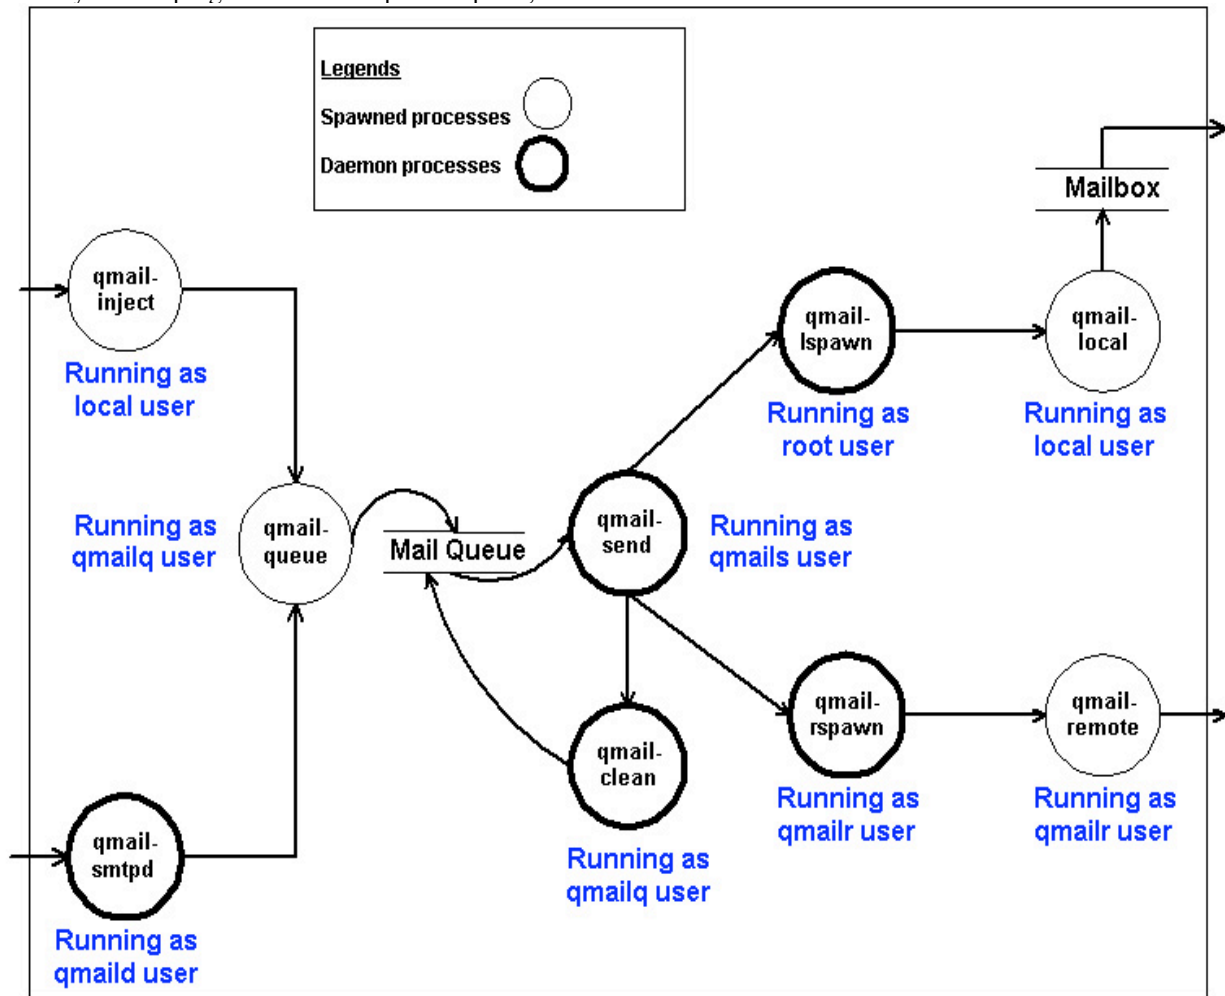 Legends
Spawned processes
Daemon processes
Mailbox
qmail-
inject
Running as
local user
qmail-
lspawn
Running as
root user
qmail-
local
Running as
local user
qmail-
queue
Running as
qmailq user
Mail Queue
qmail-
send
Running as
qmails user
qmail-
clean
Running as
qmailq user
qmail-
rspawn
Running as
qmailr user
qmail-
remote
Running as
qmailr user
qmail-
smtpd
Running as
qmaild user